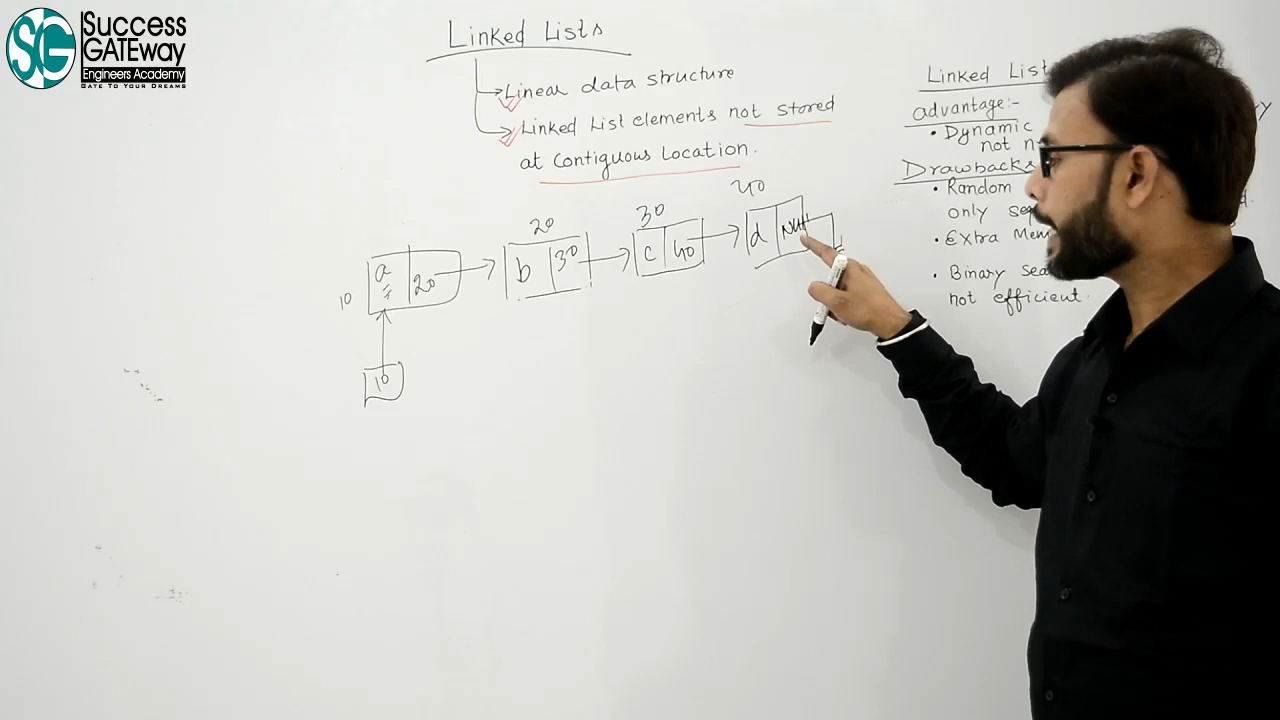 SG
Success
GATEway
Engineers Academy
GATE TO YOUR DREAMS
Linked Lists
Linear data structure
Linked List elements not stored
at contiguous Location.
10
a 20
20
b 30
30
c 40
40
d Null
10
Linked List
advantage:-
• Dynamic
not
Drawbacks
• Random
only
• Extra Mem
• Binary
not efficient.